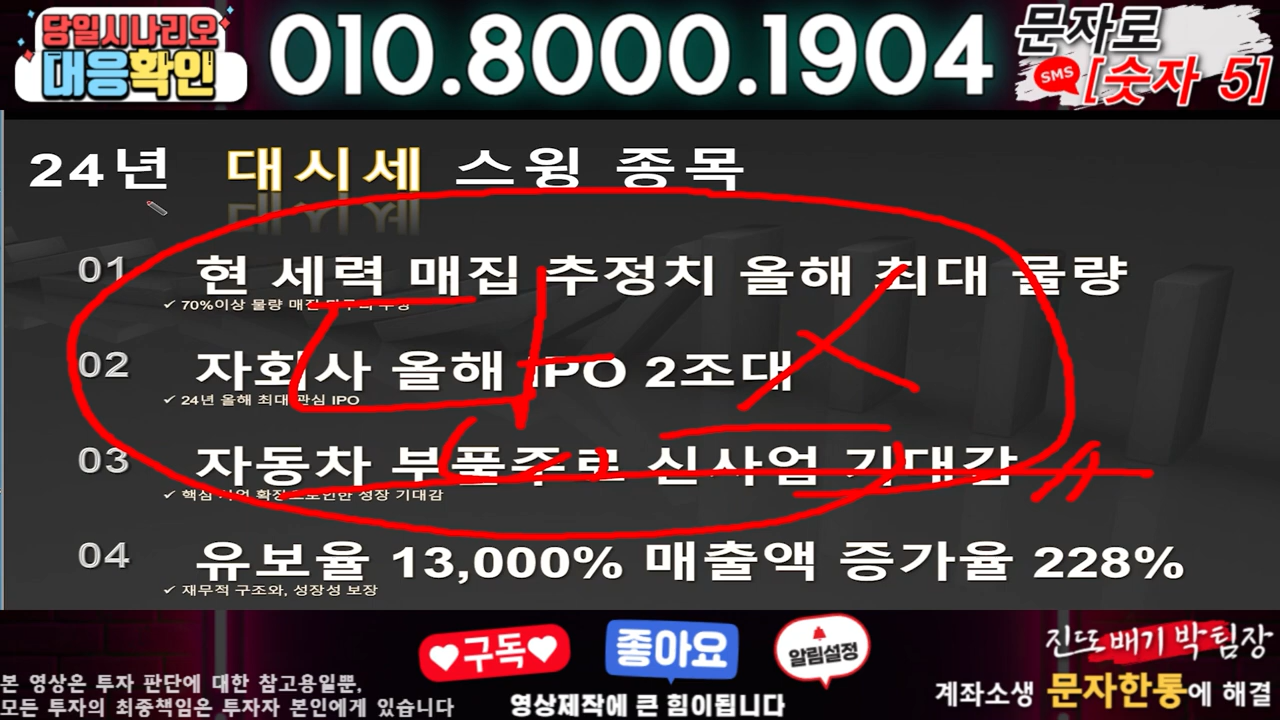 당일시나리오
대응확인
010.8000.1904
문자로
SMS [숫자 5]
24년 대시세 스윙 종목
01 현 세력 매집 추정치 올해 최대 물량
✓ 70%이상 물량 매집
02 자회사 올해 IPO 2조대
✓ 24년 올해 최대 관심 IPO
03 자동차 부품주로 신사업 기대감
✓ 핵심 사업 확장으로인한 성장 기대감
04 유보율 13,000% 매출액 증가율 228%
✓ 재무적 구조와, 성장성 보장
구독
좋아요
알림설정
영상제작에 큰 힘이됩니다
본 영상은 투자 판단에 대한 참고용일뿐,
모든 투자의 최종책임은 투자자 본인에게 있습니다
진또배기 박팀장
계좌소생 문자한통에 해결